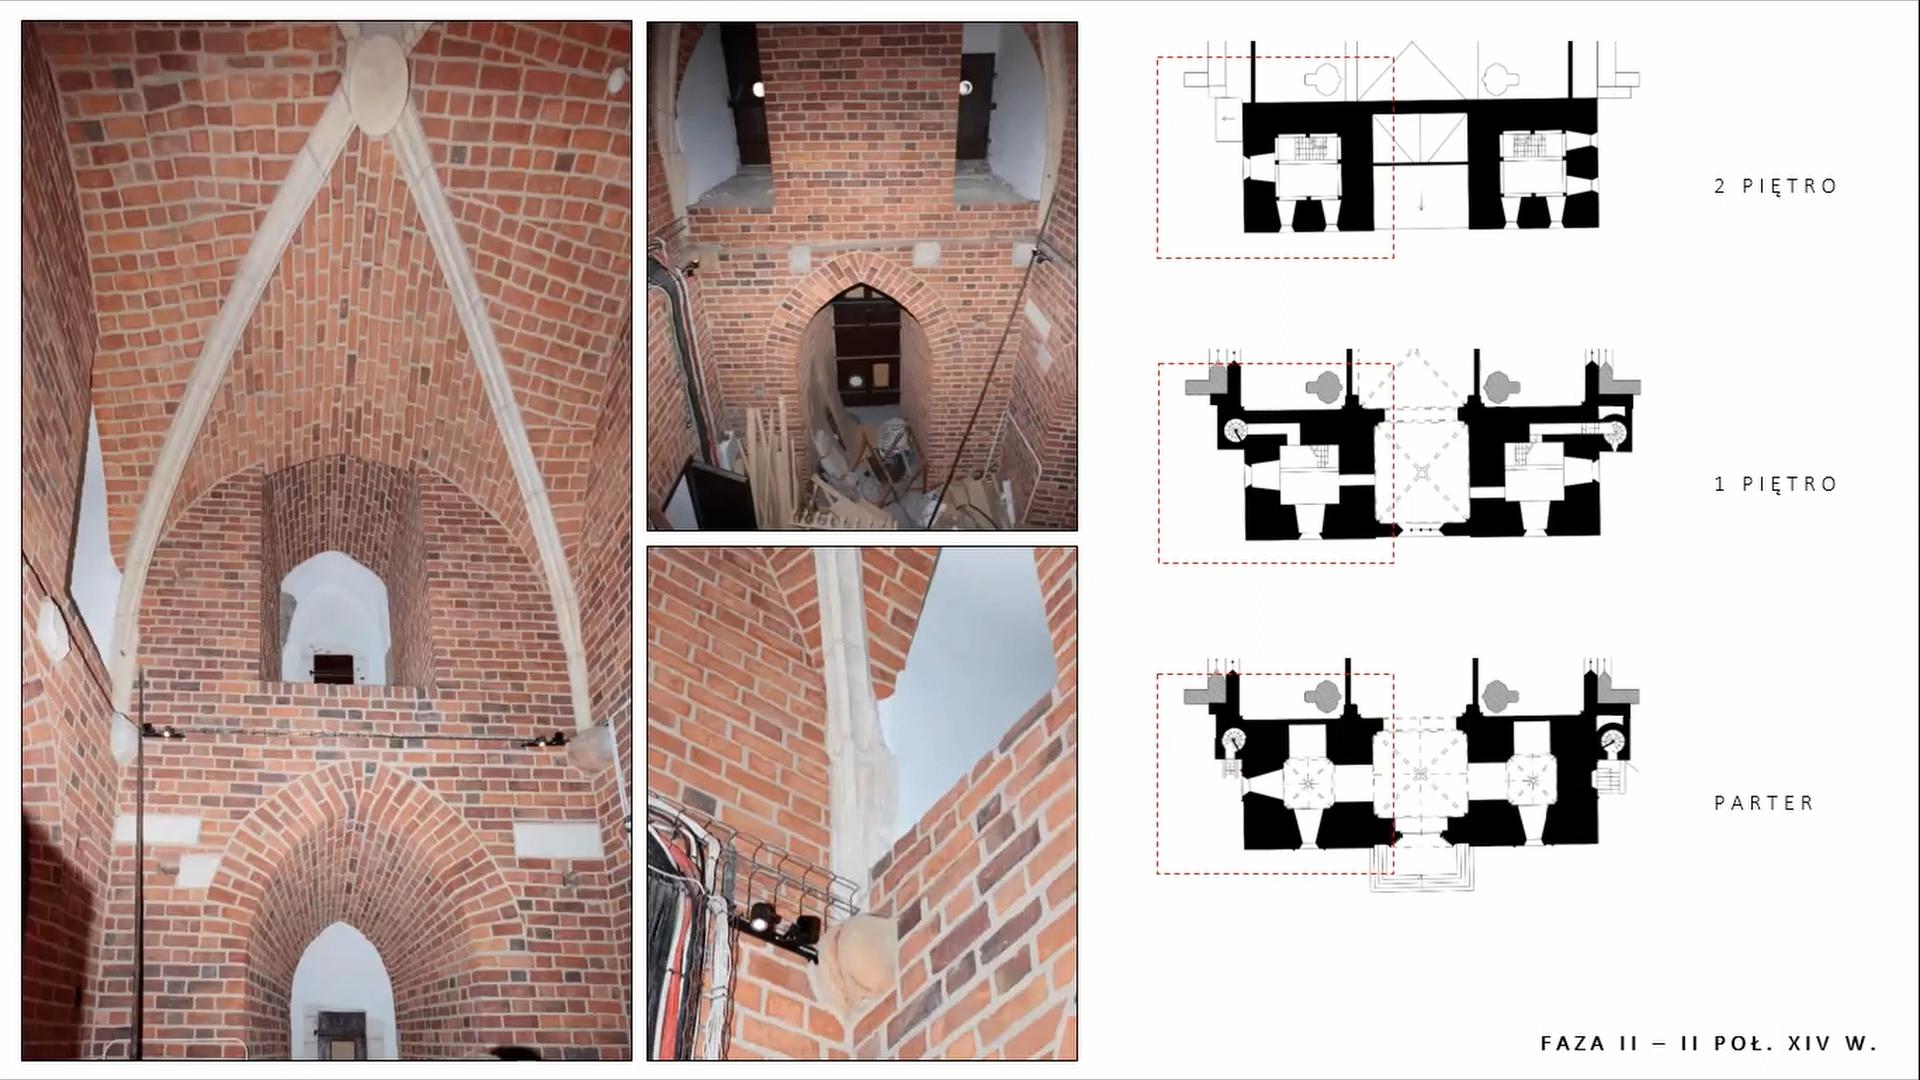 2 PIĘTRO
1 PIĘTRO
PARTER
FAZA II – II POŁ. XIV W.